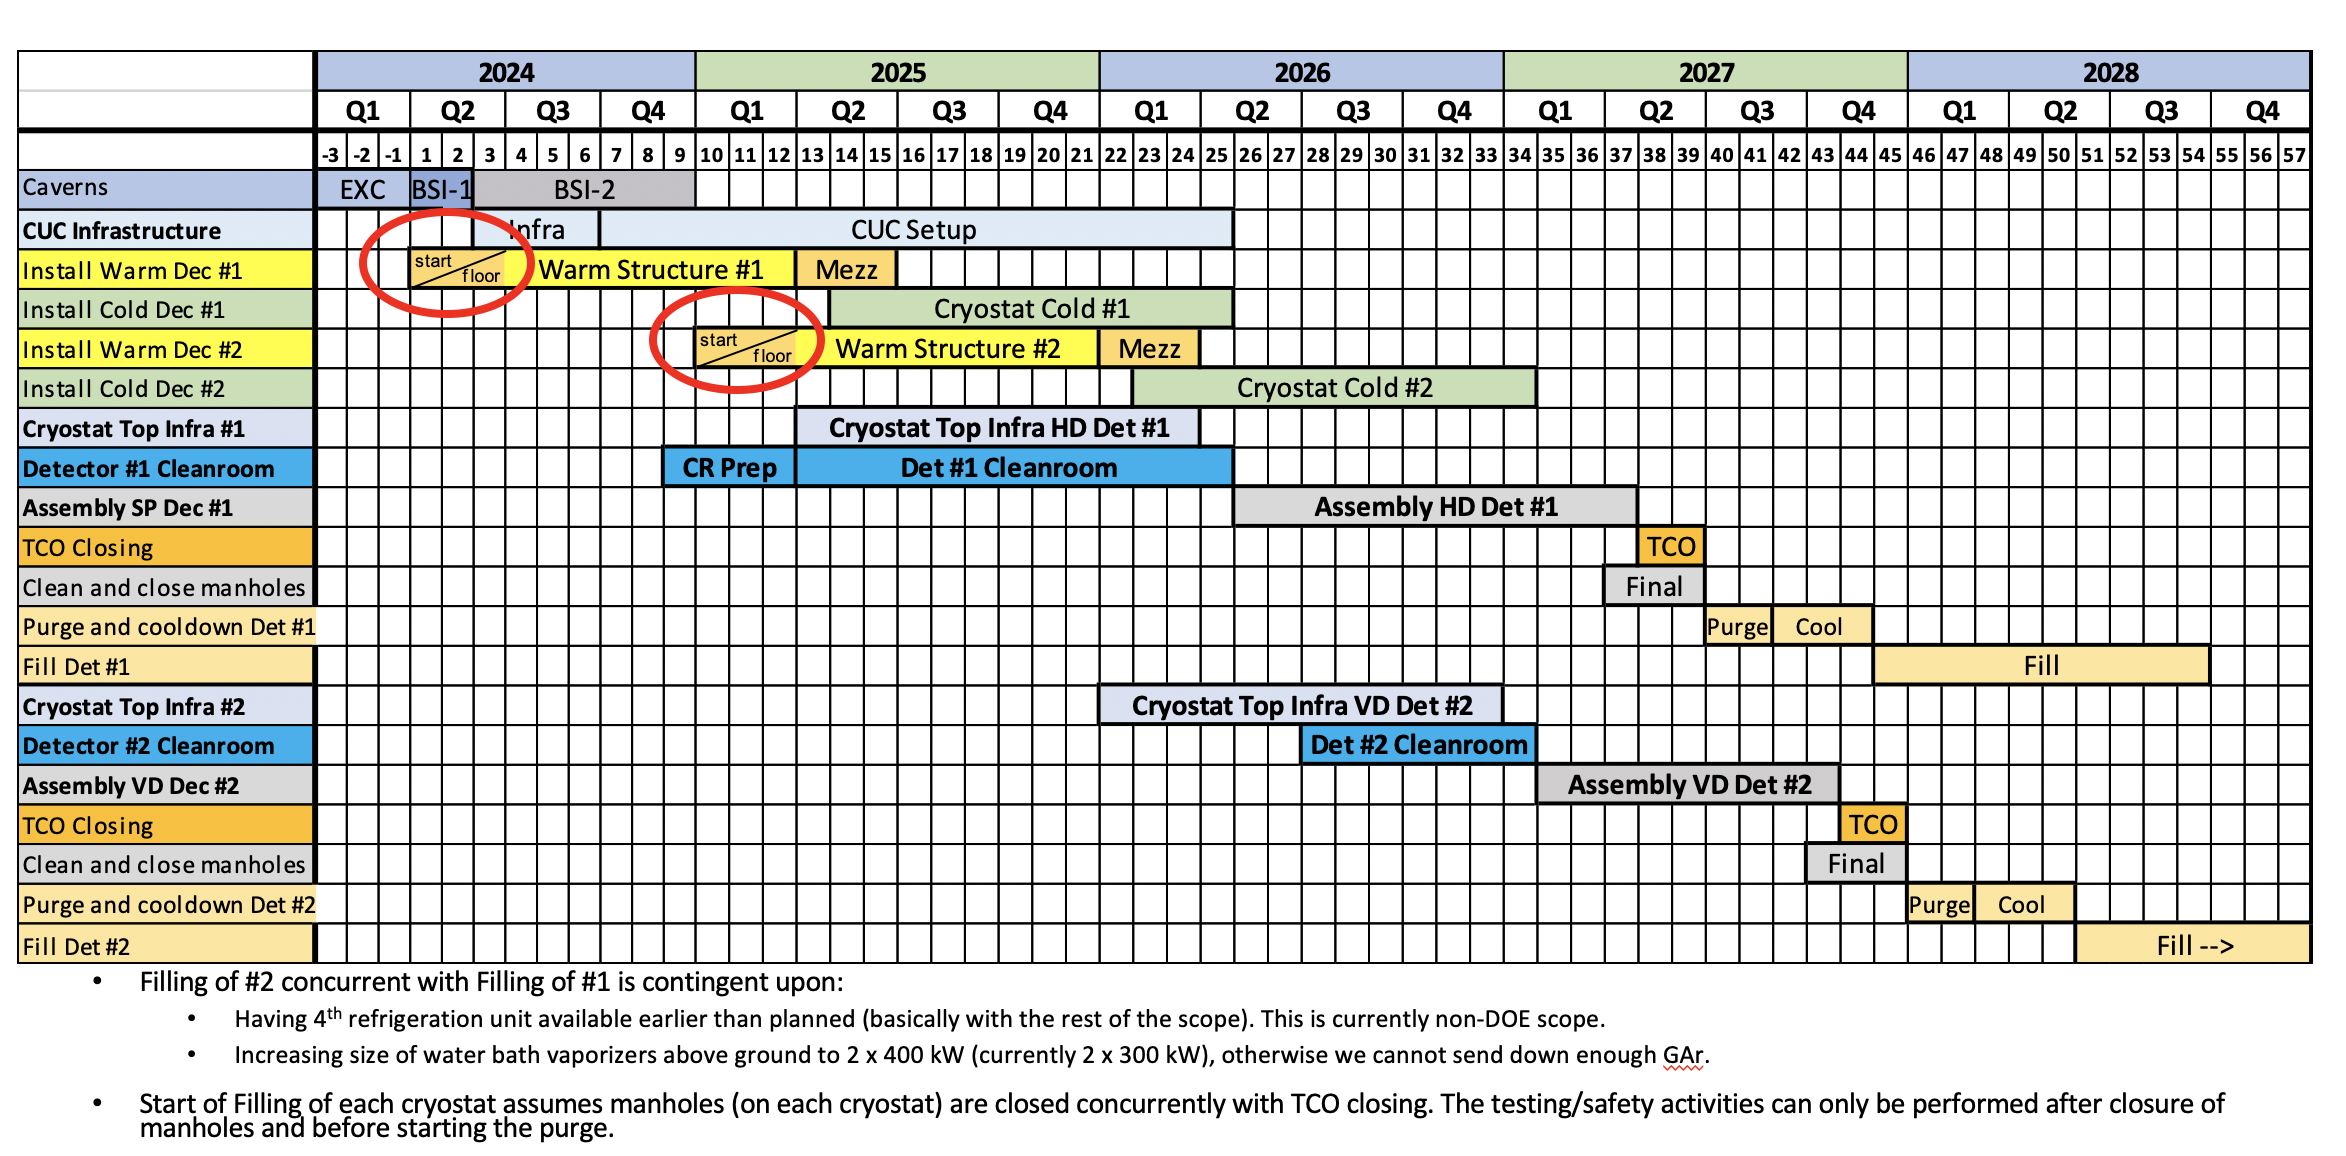 2024 2025 2026 2027 2028
Q1 Q2 Q3 Q4 Q1 Q2 Q3 Q4 Q1 Q2 Q3 Q4 Q1 Q2 Q3 Q4 Q1 Q2 Q3 Q4
-3 -2 -1 1 2 3 4 5 6 7 8 9 10 11 12 13 14 15 16 17 18 19 20 21 22 23 24 25 26 27 28 29 30 31 32 33 34 35 36 37 38 39 40 41 42 43 44 45 46 47 48 49 50 51 52 53 54 55 56 57
Caverns EXC BSI-1 BSI-2
CUC Infrastructure Infra CUC Setup
Install Warm Dec #1 start floor Warm Structure #1 Mezz
Install Cold Dec #1 Cryostat Cold #1
Install Warm Dec #2 start floor Warm Structure #2 Mezz
Install Cold Dec #2 Cryostat Cold #2
Cryostat Top Infra #1 Cryostat Top Infra HD Det #1
Detector #1 Cleanroom CR Prep Det #1 Cleanroom
Assembly SP Dec #1 Assembly HD Det #1
TCO Closing TCO
Clean and close manholes Final
Purge and cooldown Det #1 Purge Cool
Fill Det #1 Fill
Cryostat Top Infra #2 Cryostat Top Infra VD Det #2
Detector #2 Cleanroom Det #2 Cleanroom
Assembly VD Dec #2 Assembly VD Det #2
TCO Closing TCO
Clean and close manholes Final
Purge and cooldown Det #2 Purge Cool
Fill Det #2 Fill -->
• Filling of #2 concurrent with Filling of #1 is contingent upon:
• Having 4th refrigeration unit available earlier than planned (basically with the rest of the scope). This is currently non-DOE scope.
• Increasing size of water bath vaporizers above ground to 2 x 400 kW (currently 2 x 300 kW), otherwise we cannot send down enough GAr.
• Start of Filling of each cryostat assumes manholes (on each cryostat) are closed concurrently with TCO closing. The testing/safety activities can only be performed after closure of
manholes and before starting the purge.